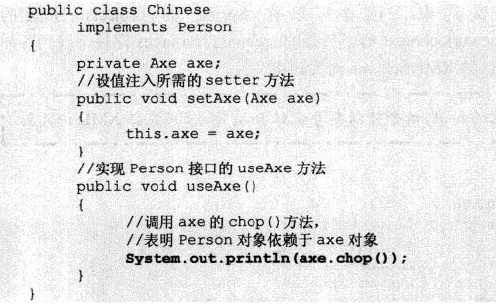 public class Chinese
implements Person
{
private Axe axe;
//设值注入所需的 setter 方法
public void setAxe(Axe axe)
{
this.axe = axe;
}
//实现 Person 接口的 useAxe 方法
public void useAxe()
{
//调用 axe 的 chop()方法，
//表明 Person 对象依赖于 axe 对象
System.out.println(axe.chop());
}
}